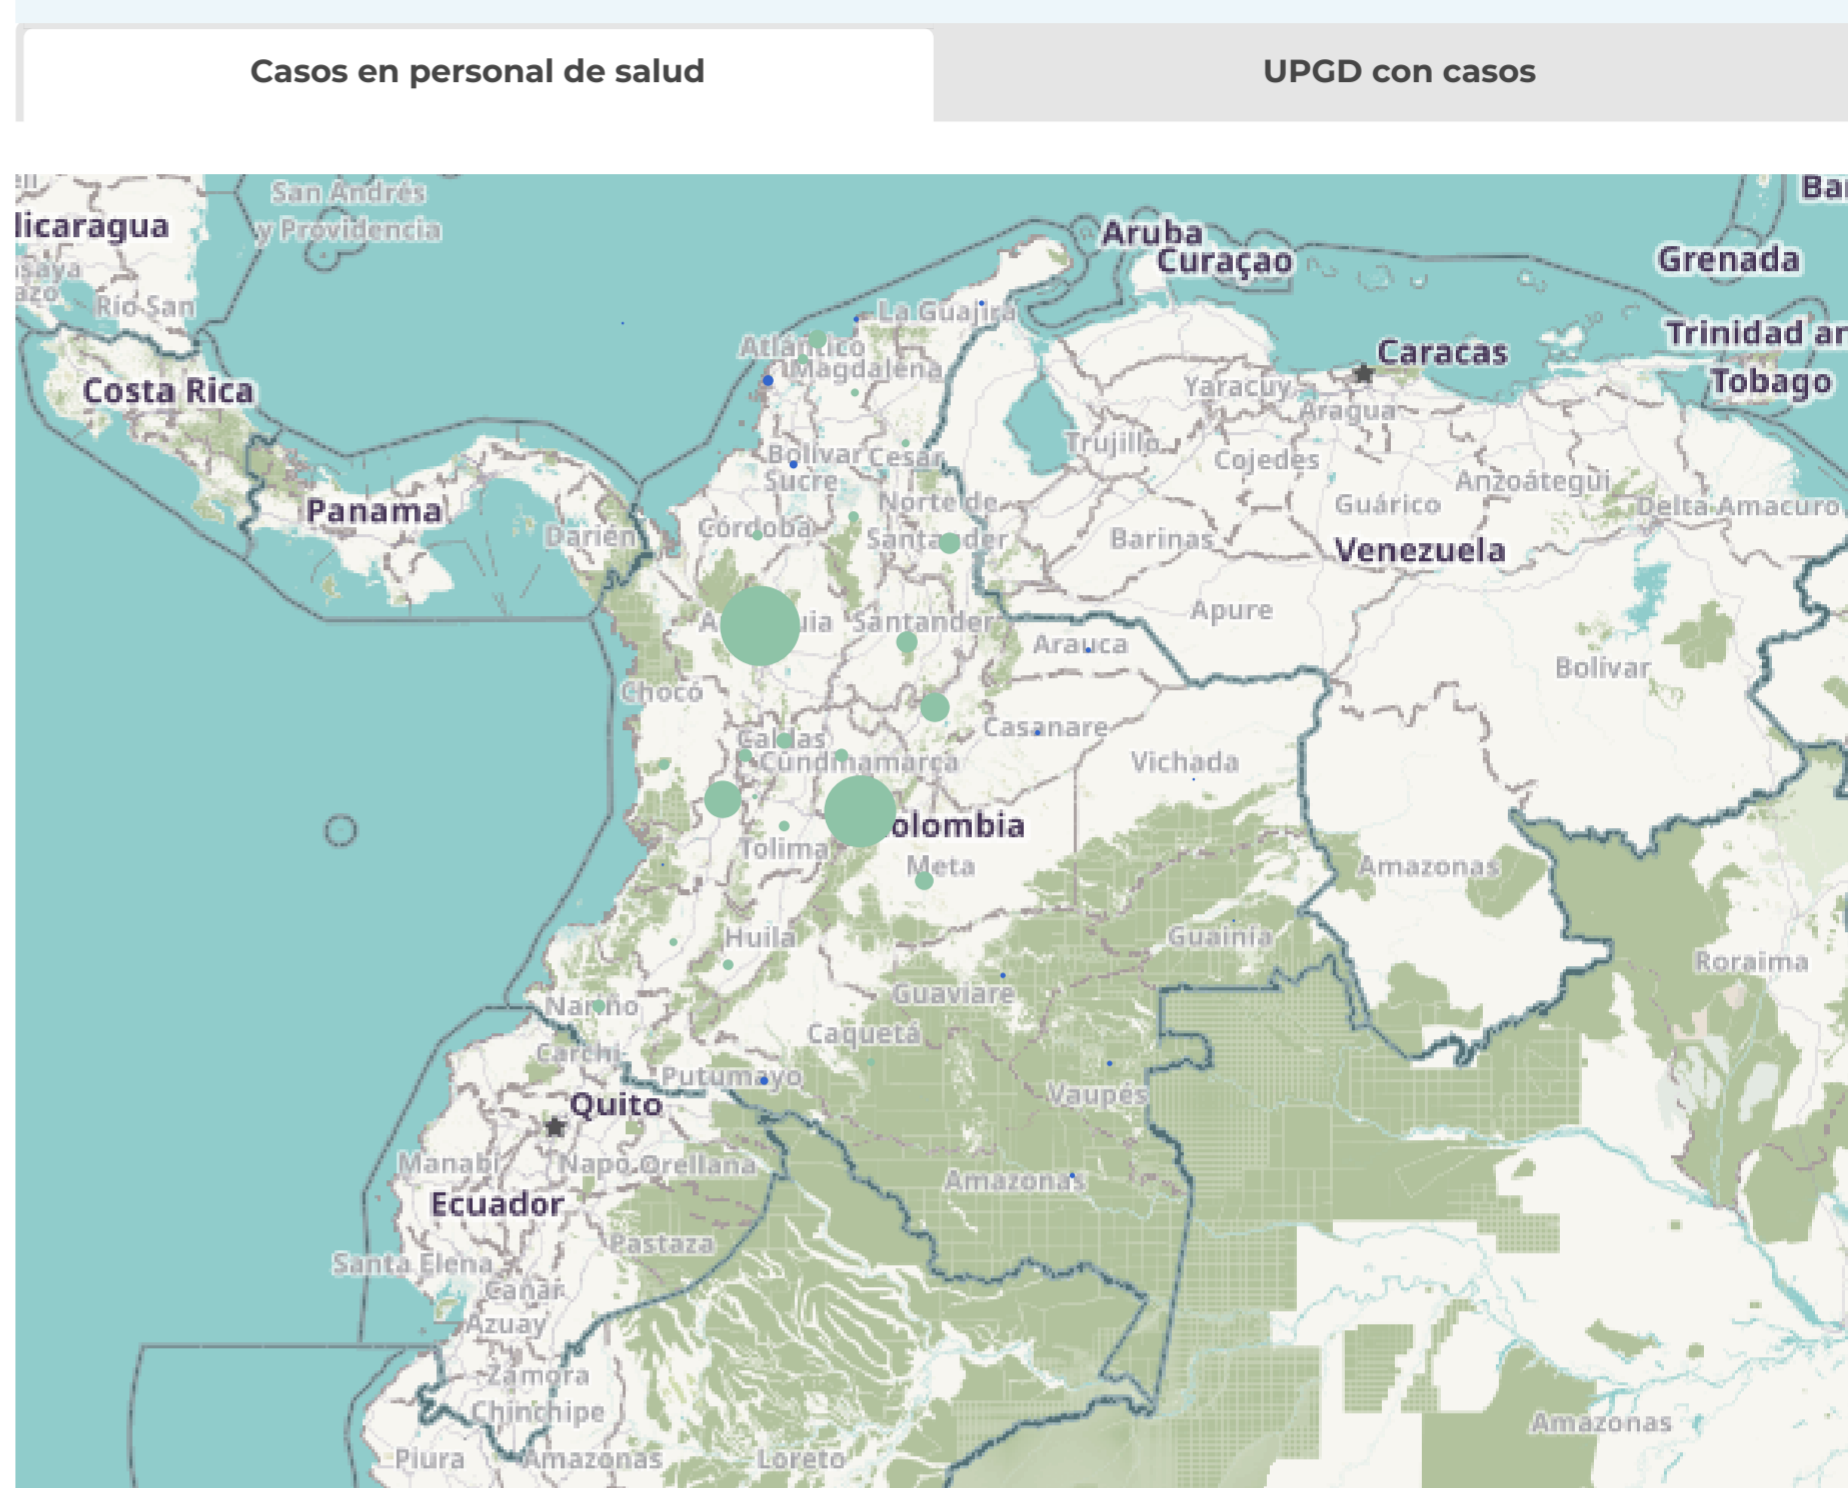 Casos en personal de salud
UPGD con casos
San Andrés
y Providencia
Aruba
Curaçao
Grenada
Río San
La Guajira
Trinidad
Tobago
Atlántico
Magdalena
Caracas
Costa Rica
Yaracuy
Aragua
Trujillo
Cojedes
Bolívar
Cesar
Sucre
Anzoátegui
Guárico
Delta Amacuro
Panama
Norte de
Santander
Darién
Córdoba
Barinas
Venezuela
Apure
Santander
Arauca
Bolívar
Chocó
Casanare
Cundinamarca
Vichada
olombia
Tolima
Meta
Amazonas
Huila
Guainía
Roraima
Guaviare
Nariño
Caquetá
Carchi
Putumayo
Vaupés
Quito
Manabí
Napo
Orellana
Amazonas
Ecuador
Pastaza
Santa Elena
Cañar
Azuay
Zamora
Chinchipe
Amazonas
Piura
Amazonas
Loreto